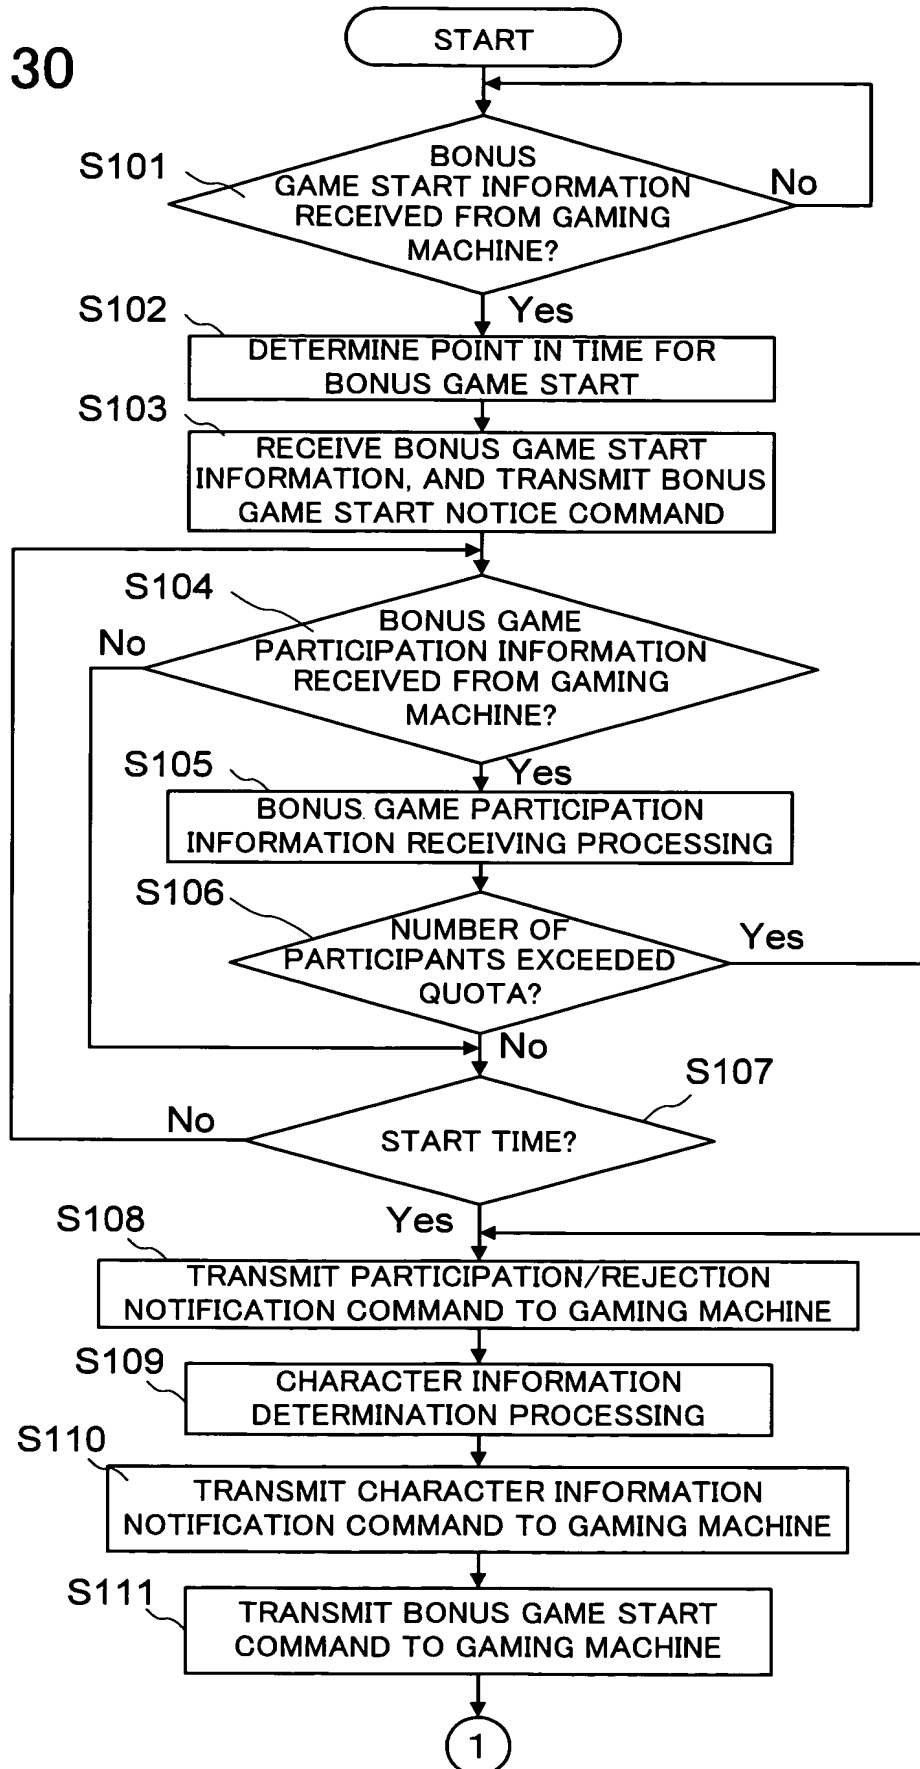 START
30
S101
BONUS
GAME START INFORMATION
RECEIVED FROM GAMING
MACHINE?
No
Yes
S102
DETERMINE POINT IN TIME FOR
BONUS GAME START
S103
RECEIVE BONUS GAME START
INFORMATION, AND TRANSMIT BONUS
GAME START NOTICE COMMAND
S104
BONUS GAME
PARTICIPATION INFORMATION
RECEIVED FROM GAMING
MACHINE?
No
Yes
S105
BONUS GAME PARTICIPATION
INFORMATION RECEIVING PROCESSING
S106
NUMBER OF
PARTICIPANTS EXCEEDED
QUOTA?
Yes
No
S107
START TIME?
No
Yes
S108
TRANSMIT PARTICIPATION/REJECTION
NOTIFICATION COMMAND TO GAMING MACHINE
S109
CHARACTER INFORMATION
DETERMINATION PROCESSING
S110
TRANSMIT CHARACTER INFORMATION
NOTIFICATION COMMAND TO GAMING MACHINE
S111
TRANSMIT BONUS GAME START
COMMAND TO GAMING MACHINE
1